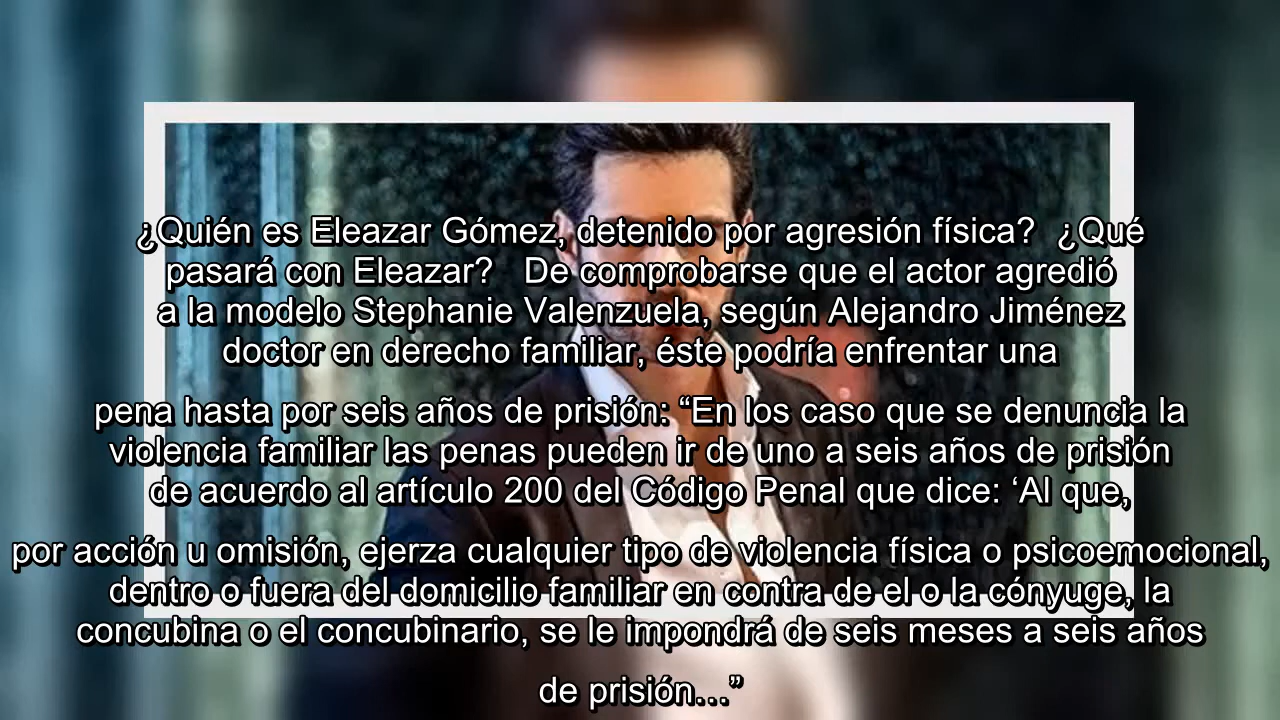 ¿Quién es Eleazar Gómez, detenido por agresión física?  ¿Qué
pasará con Eleazar?   De comprobarse que el actor agredió
a la modelo Stephanie Valenzuela, según Alejandro Jiménez
doctor en derecho familiar, éste podría enfrentar una
pena hasta por seis años de prisión: “En los caso que se denuncia la
violencia familiar las penas pueden ir de uno a seis años de prisión
de acuerdo al artículo 200 del Código Penal que dice: ‘Al que,
por acción u omisión, ejerza cualquier tipo de violencia física o psicoemocional,
dentro o fuera del domicilio familiar en contra de el o la cónyuge, la
concubina o el concubinario, se le impondrá de seis meses a seis años
de prisión…”